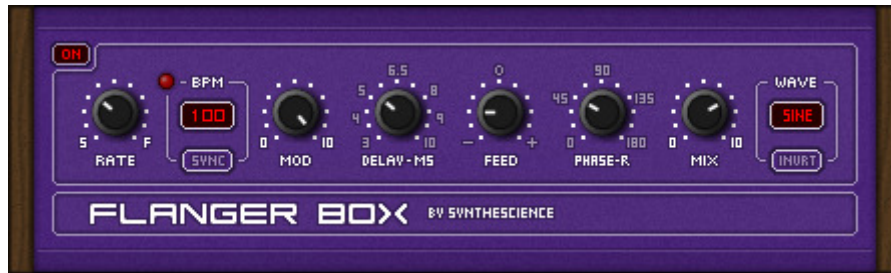 ON
BPM
100
SYNC
S F
RATE
0 10
MOD
3 4 5 6.5 8 9 10
DELAY-MS
- 0 +
FEED
0 45 90 135 180
PHASE-R
0 10
MIX
WAVE
SINE
INVRT
FLANGER BOX BY SYNTHESCIENCE